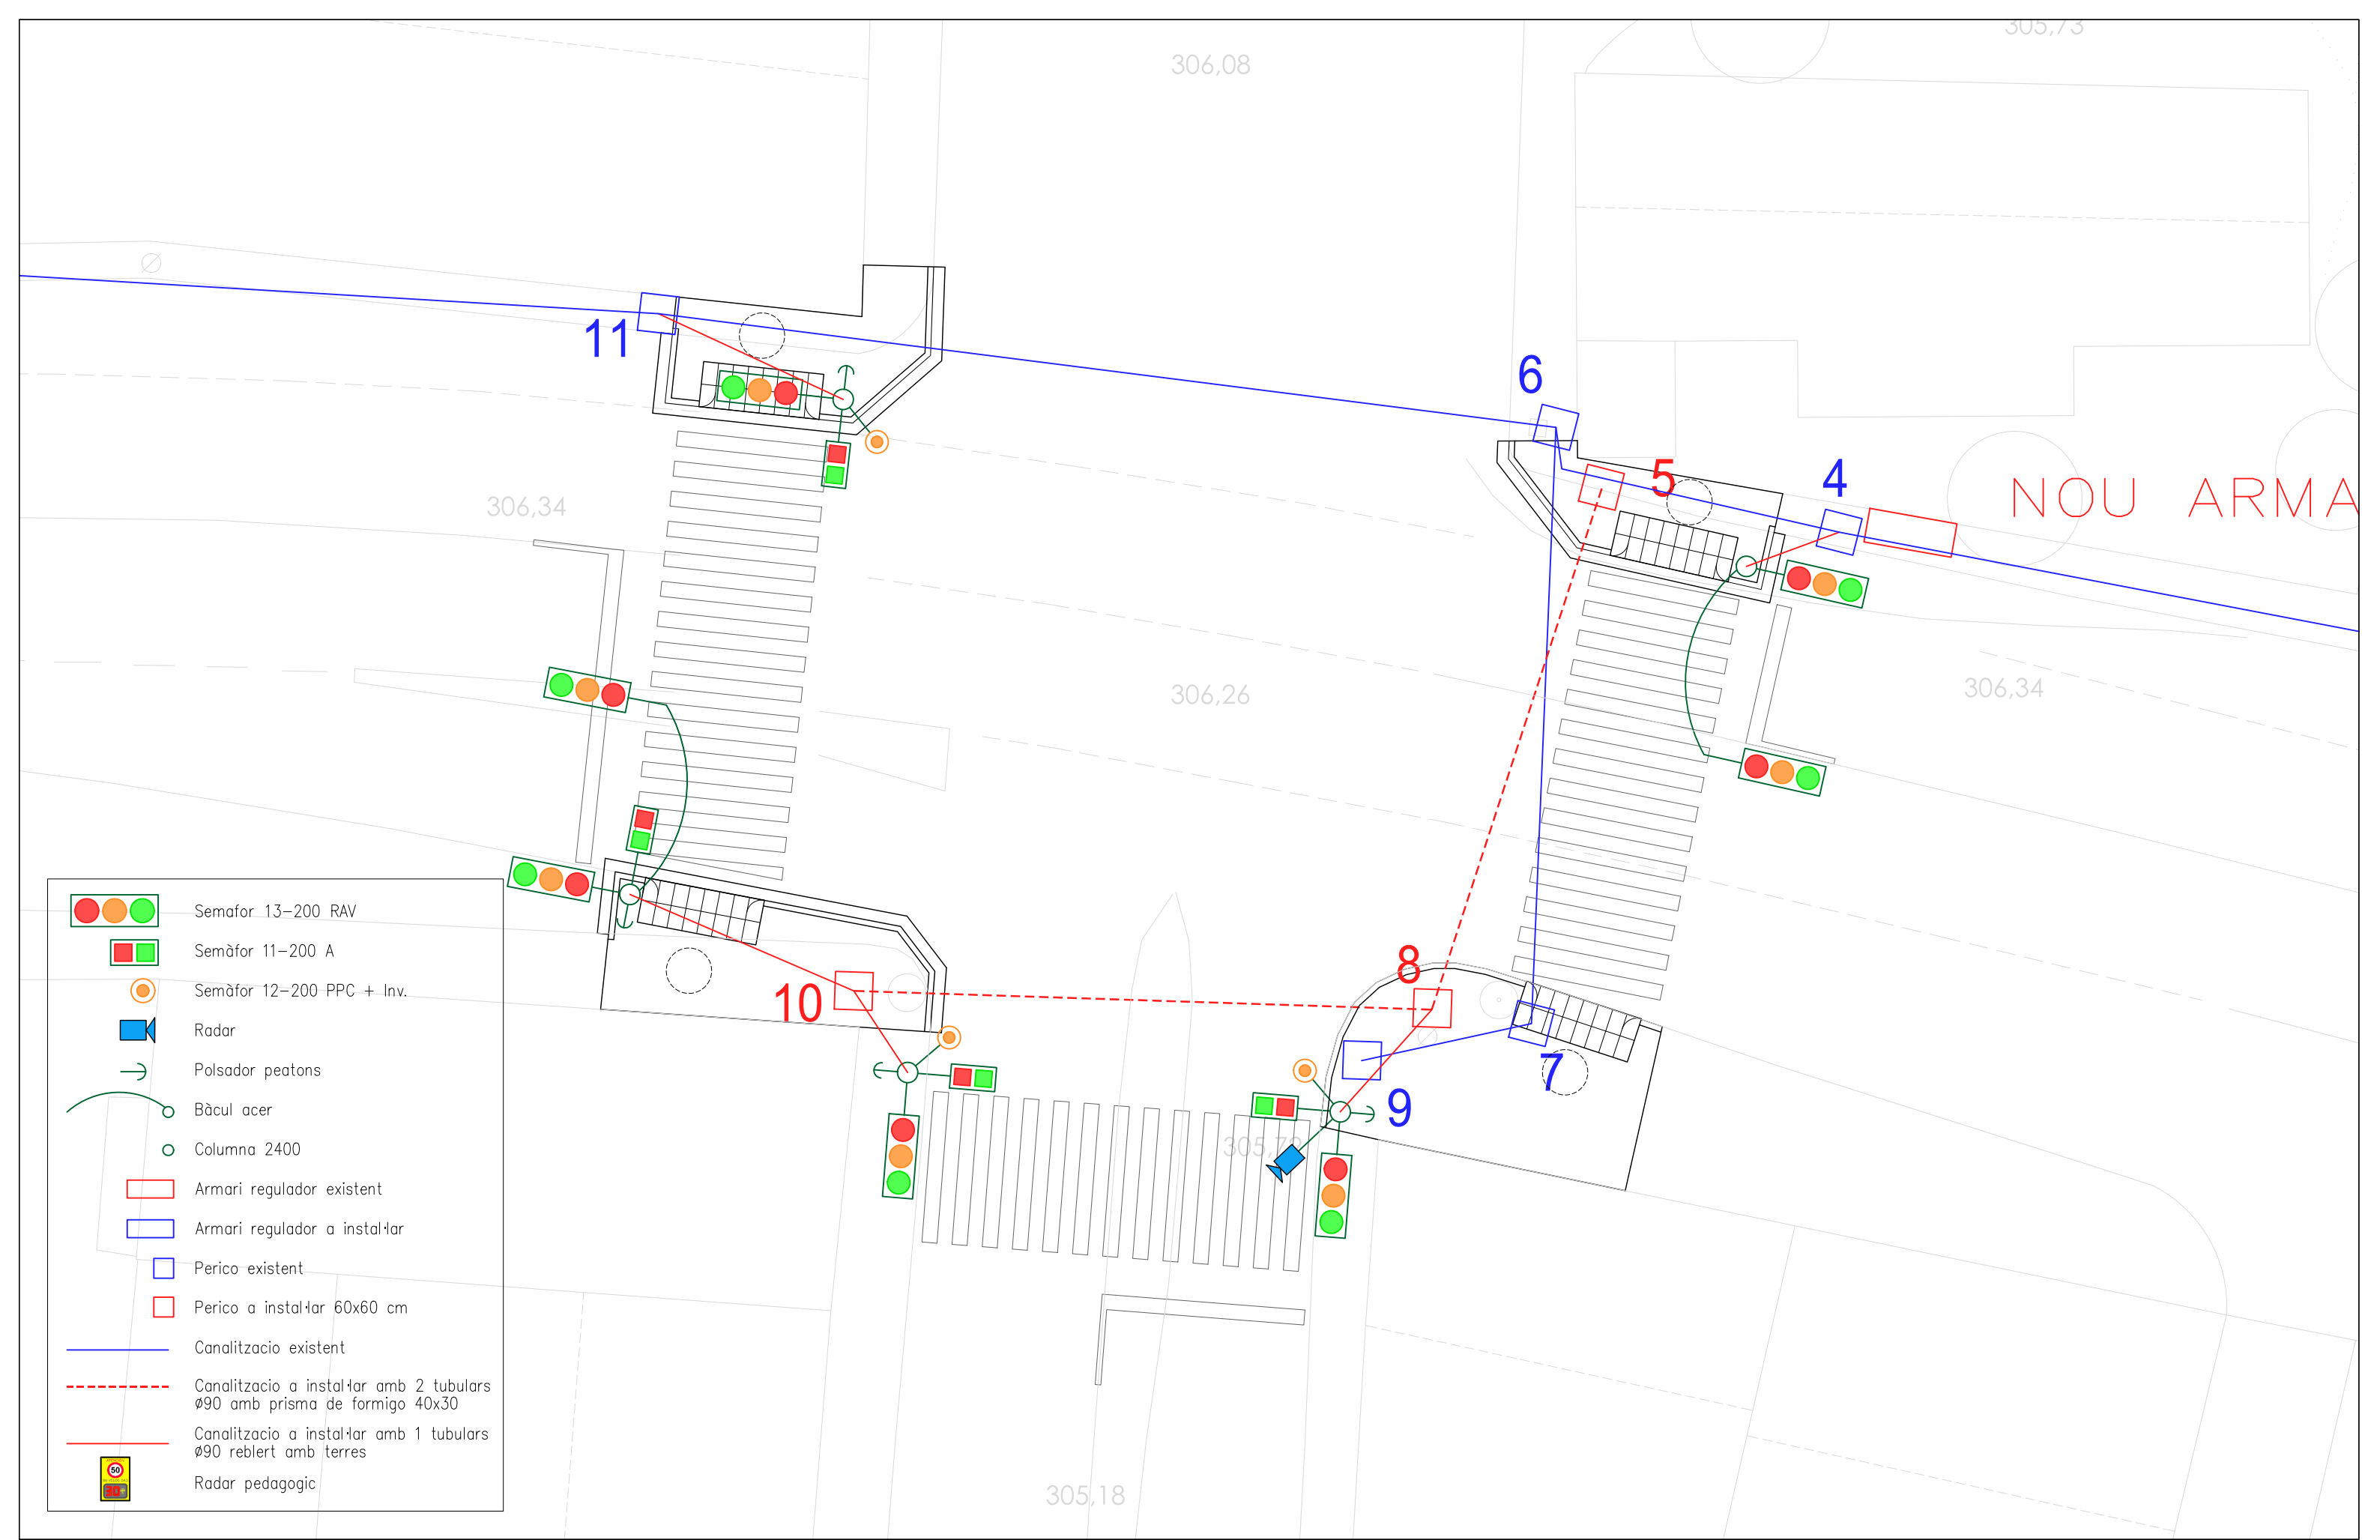 305,73
306,08
11
6
5
4
NOU ARMA
306,34
306,26
306,34
10
8
7
9
305,79
305,18
Semafor 13-200 RAV
Semàfor 11-200 A
Semàfor 12-200 PPC + Inv.
Radar
Polsador peatons
Bàcul acer
Columna 2400
Armari regulador existent
Armari regulador a instal·lar
Perico existent
Perico a instal·lar 60x60 cm
Canalitzacio existent
Canalitzacio a instal·lar amb 2 tubulars
ø90 amb prisma de formigo 40x30
Canalitzacio a instal·lar amb 1 tubulars
ø90 reblert amb terres
50
30
Radar pedagogic